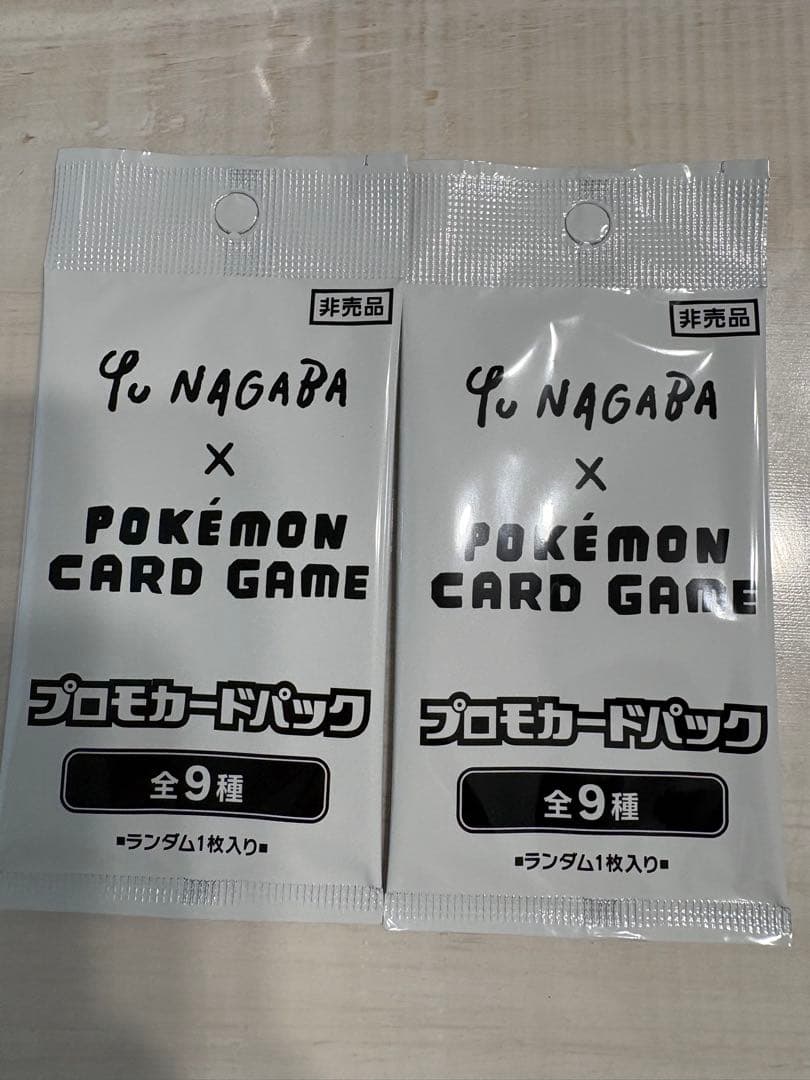 非売品
Yu NAGABA
×
POKÉMON
CARD GAME
プロモカードパック
全9種
■ランダム1枚入り■
非売品
Yu NAGABA
×
POKÉMON
CARD GAME
プロモカードパック
全9種
■ランダム1枚入り■